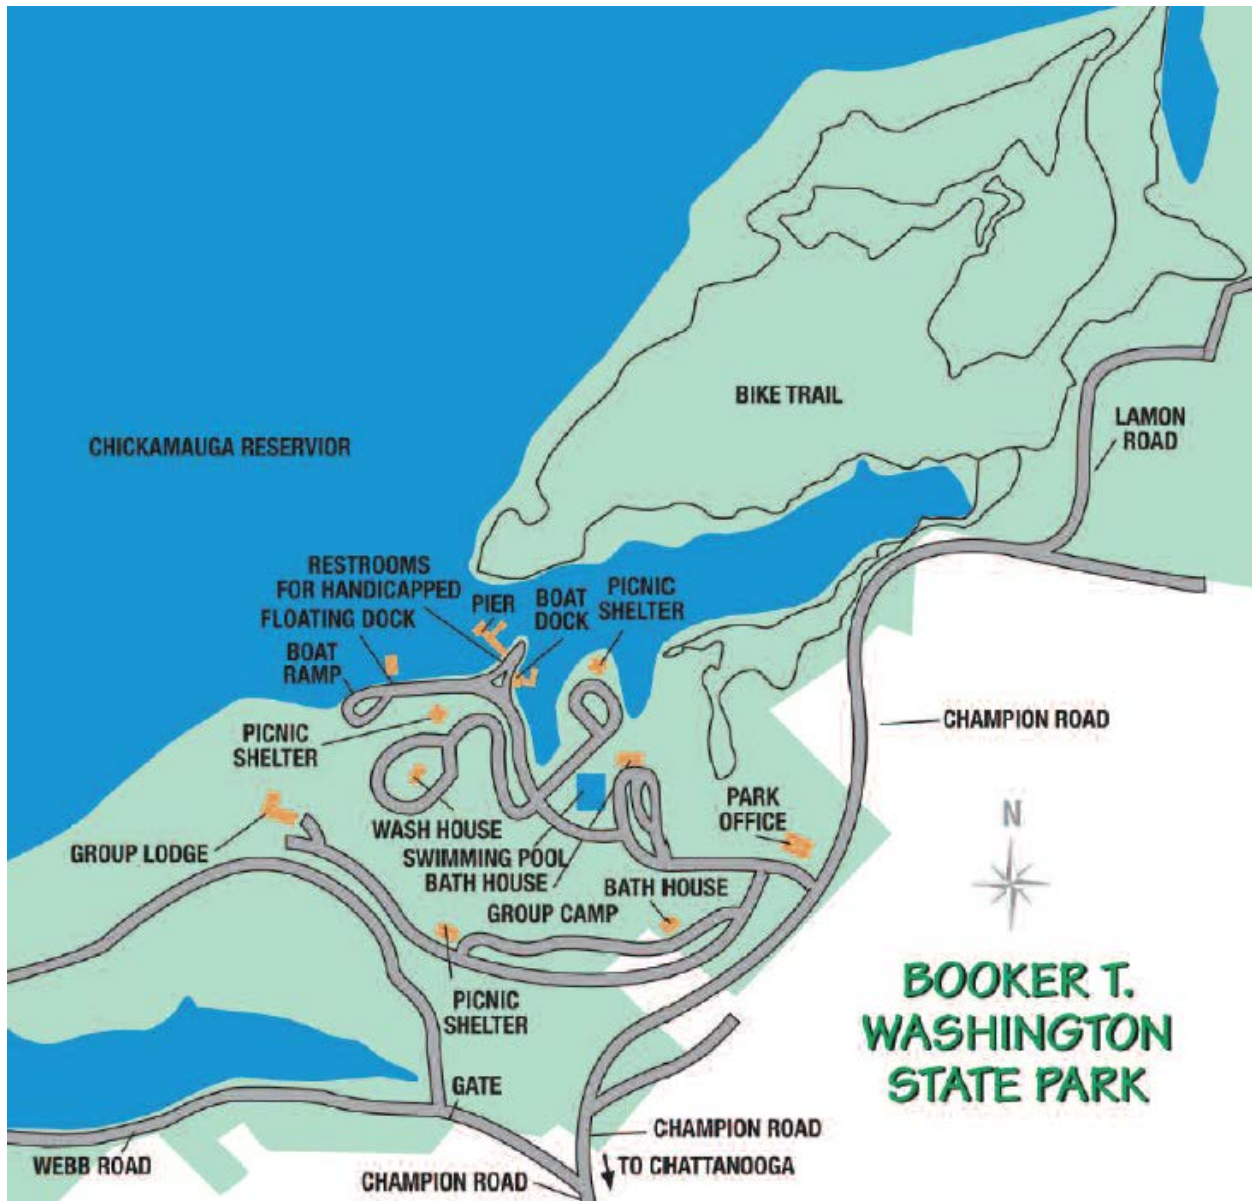 BIKE TRAIL
LAMON
ROAD
CHICKAMAUGA RESERVIOR
RESTROOMS
FOR HANDICAPPED
FLOATING DOCK
PIER
BOAT
DOCK
PICNIC
SHELTER
BOAT
RAMP
PICNIC
SHELTER
CHAMPION ROAD
WASH HOUSE
SWIMMING POOL
BATH HOUSE
PARK
OFFICE
N
GROUP LODGE
BATH HOUSE
GROUP CAMP
PICNIC
SHELTER
BOOKER T.
WASHINGTON
STATE PARK
GATE
CHAMPION ROAD
TO CHATTANOOGA
WEBB ROAD
CHAMPION ROAD